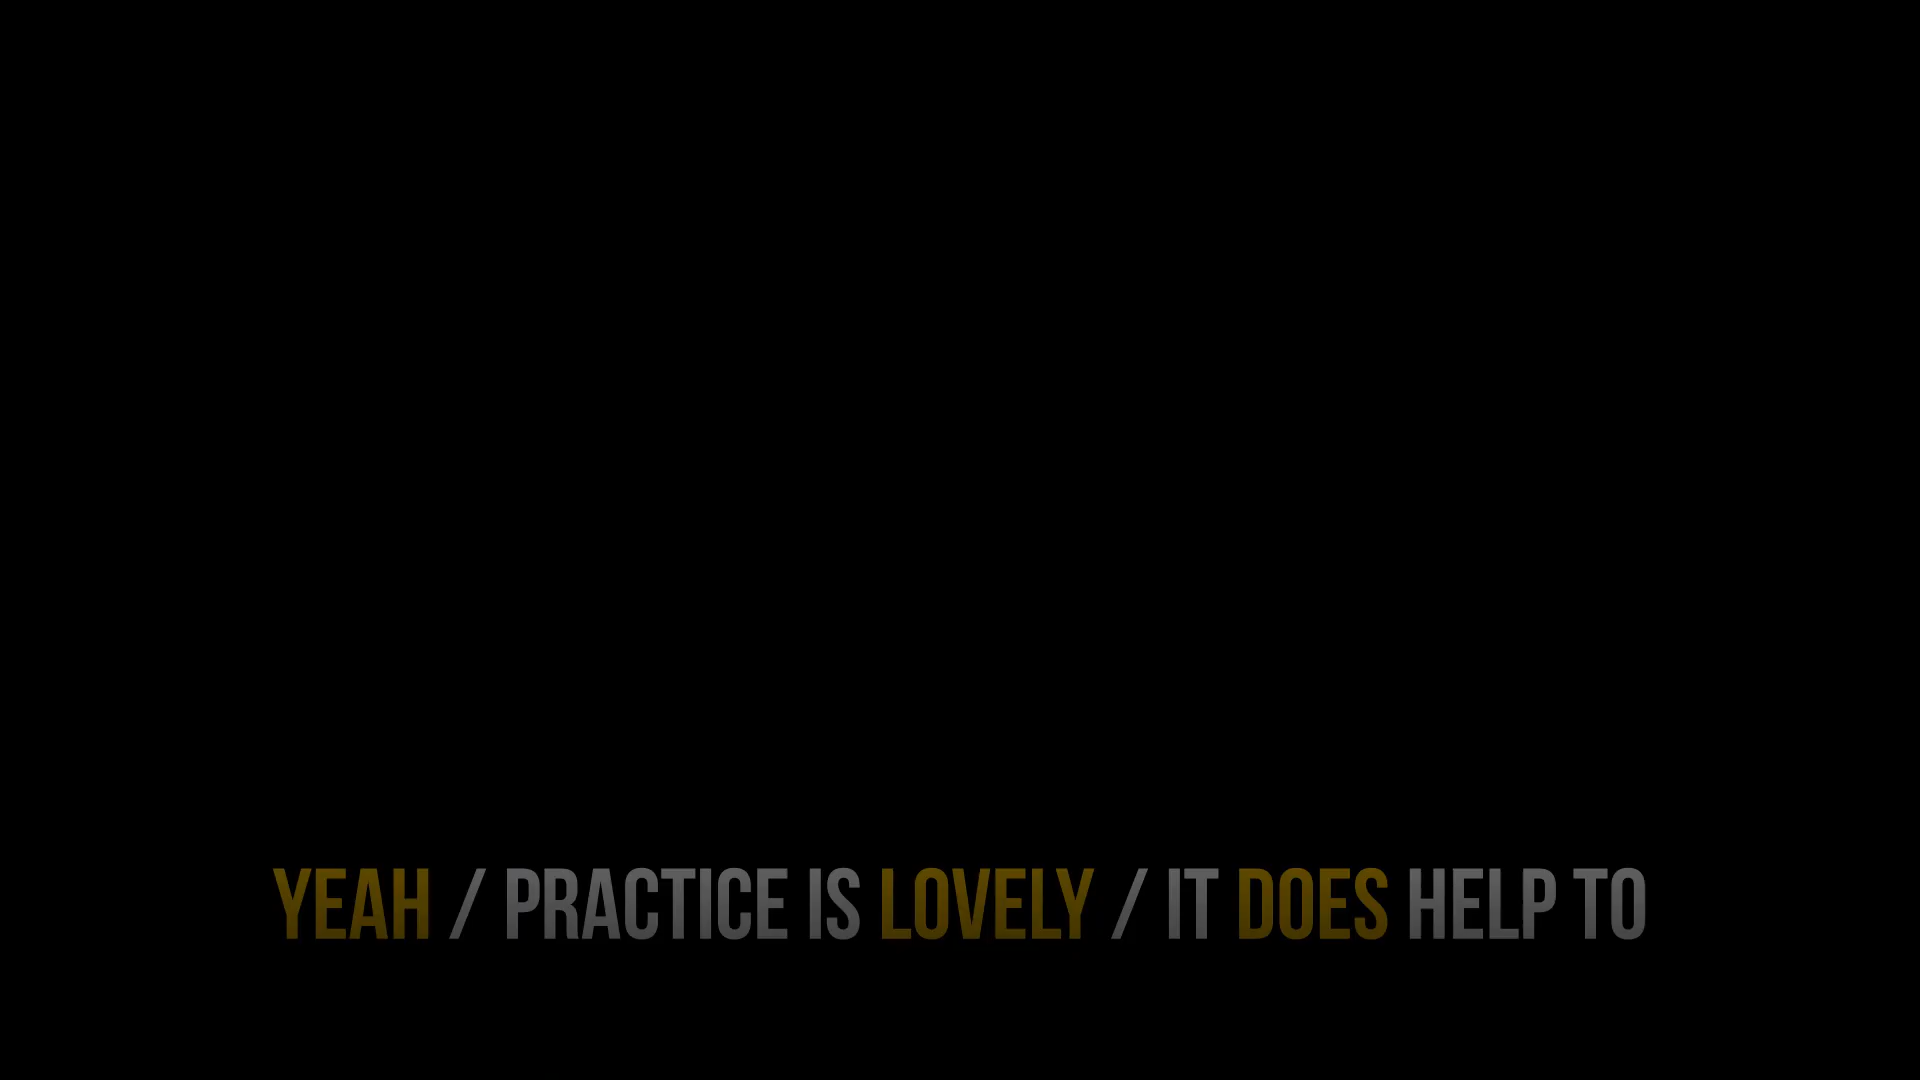 YEAH / PRACTICE IS LOVELY / IT DOES HELP TO